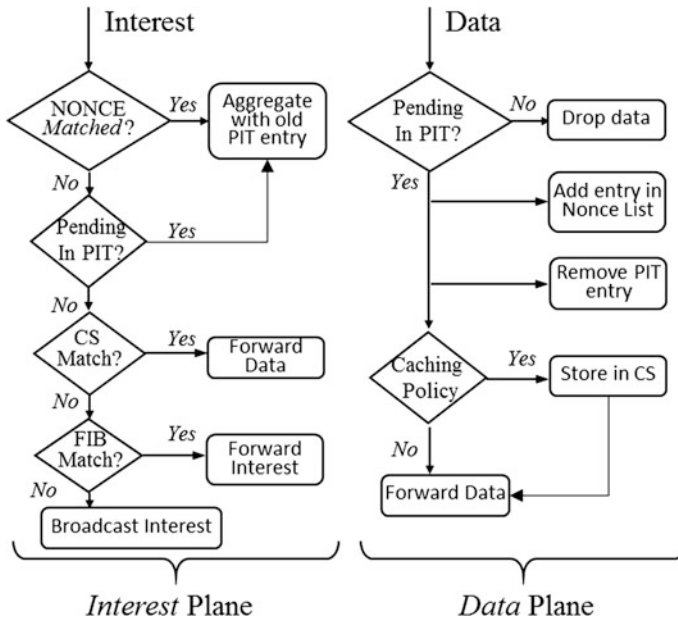 Interest
NONCE
Matched?
Yes
Aggregate
with old
PIT entry
No
Pending
In PIT?
Yes
No
CS
Match?
Yes
Forward
Data
No
FIB
Match?
Yes
Forward
Interest
No
Broadcast Interest
Interest Plane
Data
Pending
In PIT?
No
Drop data
Yes
Add entry in
Nonce List
Remove PIT
entry
Caching
Policy
Yes
Store in CS
No
Forward Data
Data Plane